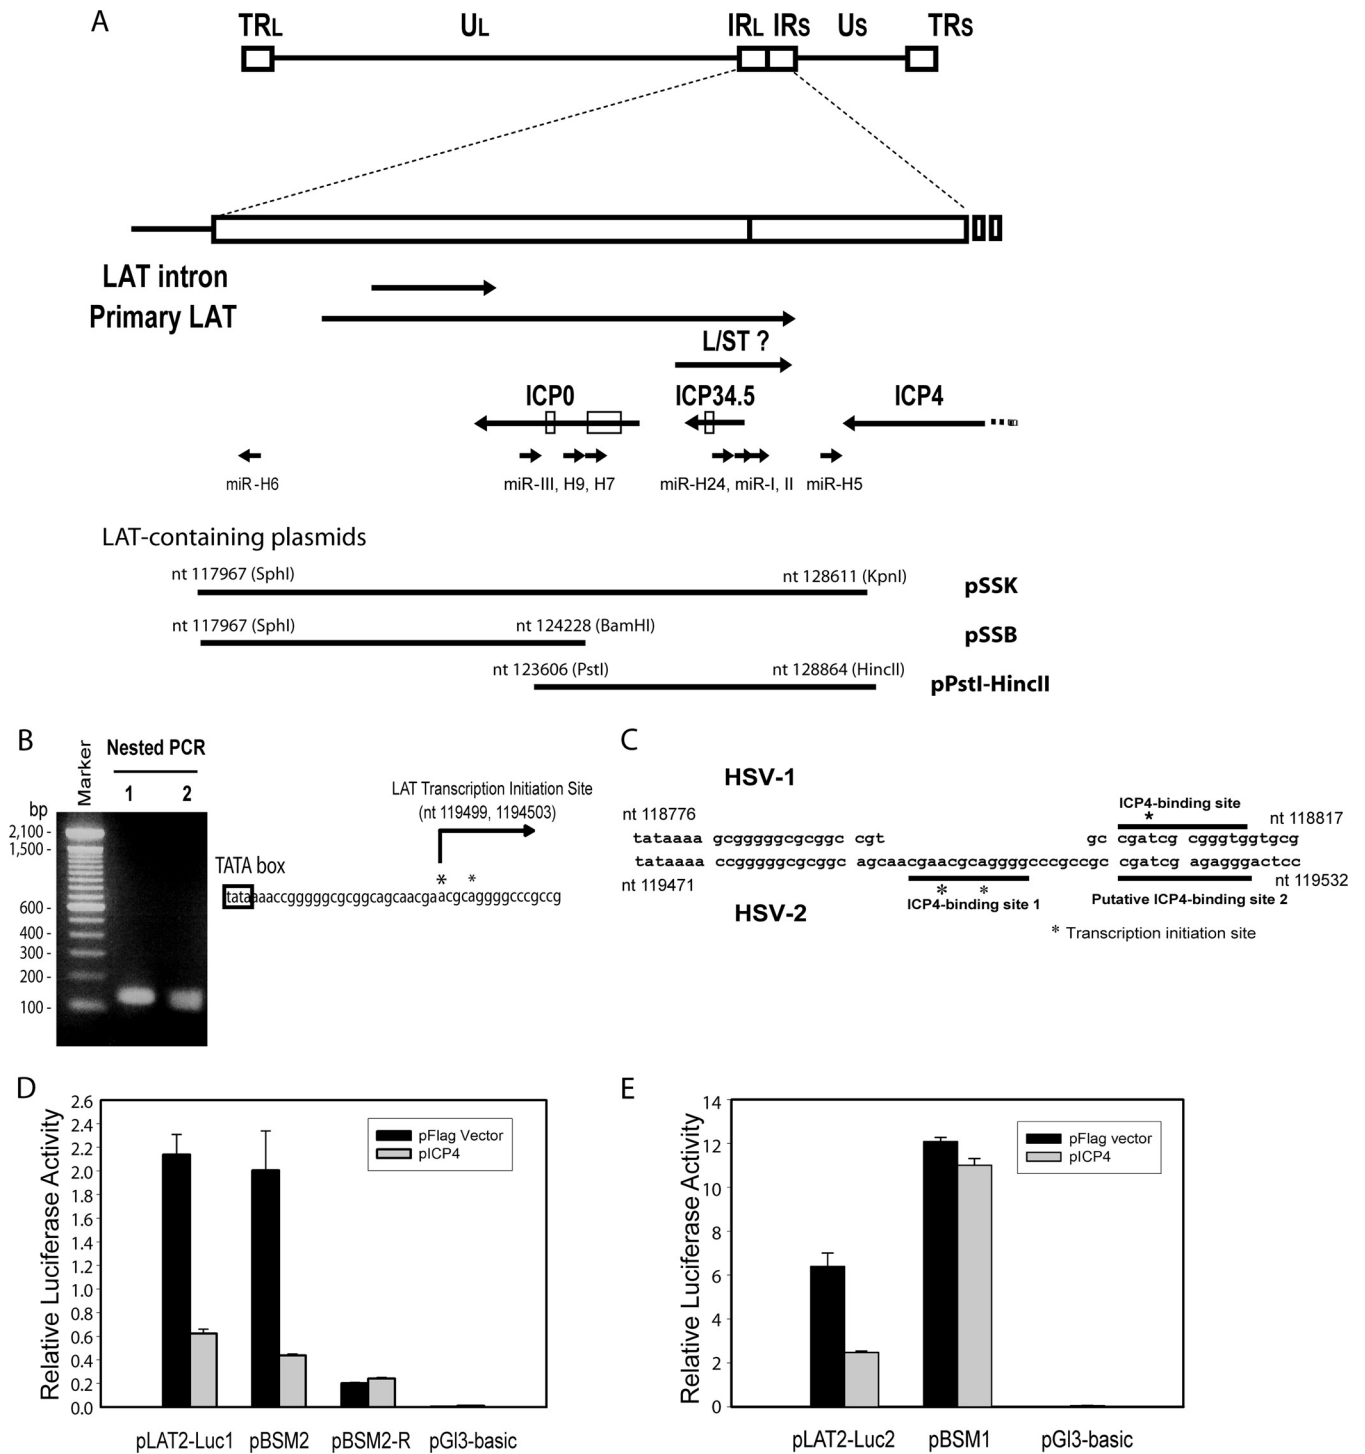 A
TRL UL IRL IRS US TRS
LAT intron
Primary LAT
L/ST ?
ICP0 ICP34.5 ICP4
miR-H6 miR-III, H9, H7 miR-H24, miR-I, II miR-H5
LAT-containing plasmids
nt 117967 (SphI) nt 128611 (KpnI) pSSK
nt 117967 (SphI) nt 124228 (BamHI) pSSB
nt 123606 (PstI) nt 128864 (HincII) pPstI-HincII
B
Marker
Nested PCR
1 2
bp
2,100 -
1,500 -
600 -
400 -
300 -
200 -
100 -
LAT Transcription Initiation Site
(nt 119499, 1194503)
TATA box
* *
tataaaaccgggggcgcggcagcaacgaacgcaggggcccgccg
C
HSV-1
nt 118776 ICP4-binding site nt 118817
*
tataaaa gcgggggcgcggc cgt gc cgatcg cgggtggtgcg
tataaaa ccgggggcgcggc agcaacgaacgcaggggcccgccgc cgatcg agagggactcc
nt 119471 nt 119532
* *
HSV-2 ICP4-binding site 1 Putative ICP4-binding site 2
* Transcription initiation site
D
Relative Luciferase Activity
2.6
2.4
2.2
2.0
1.8
1.6
1.4
1.2
1.0
0.8
0.6
0.4
0.2
0.0
pFlag Vector
pICP4
pLAT2-Luc1 pBSM2 pBSM2-R pGl3-basic
E
Relative Luciferase Activity
14
12
10
8
6
4
2
0
pFlag vector
pICP4
pLAT2-Luc2 pBSM1 pGl3-basic